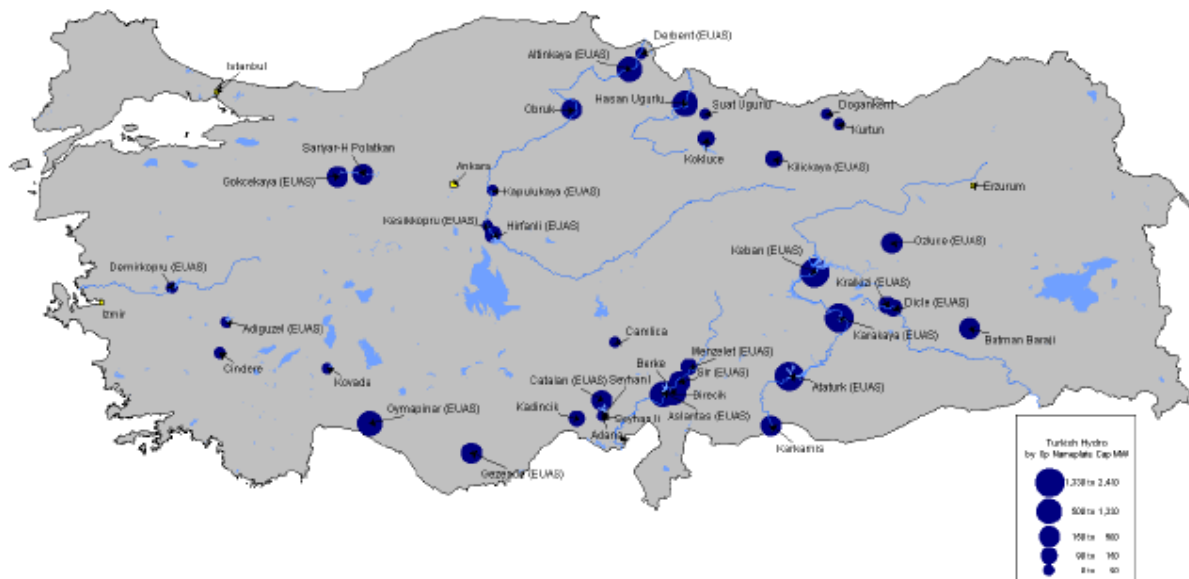 Derbent (EUAS)
Altinkaya (EUAS)
Istanbul
Hasan Ugurlu
Suat Ugurlu
Dogankent
Obruk
Kurtun
Sariyar-H Polatkan
Kokluce
Kilickaya (EUAS)
Ankara
Gokcekaya (EUAS)
Kapulukaya (EUAS)
Erzurum
Kesikkopru (EUAS)
Hirfanli (EUAS)
Ozluce (EUAS)
Keban (EUAS)
Demirkopru (EUAS)
Kralkizi (EUAS)
Dicle (EUAS)
Izmir
Adiguzel (EUAS)
Camlica
Karakaya (EUAS)
Batman Baraji
Menzelet (EUAS)
Cindere
Kovada
Berke
Sir (EUAS)
Catalan (EUAS)
Seyhan I
Birecik
Ataturk (EUAS)
Oymapinar (EUAS)
Kadincik
Seyhan II
Aslantas (EUAS)
Adana
Karkamis
Gezende (EUAS)
Turkish Hydro
by Op Nameplate Cap MW
1,330 to 2,410
500 to 1,330
160 to 500
90 to 160
0 to 90